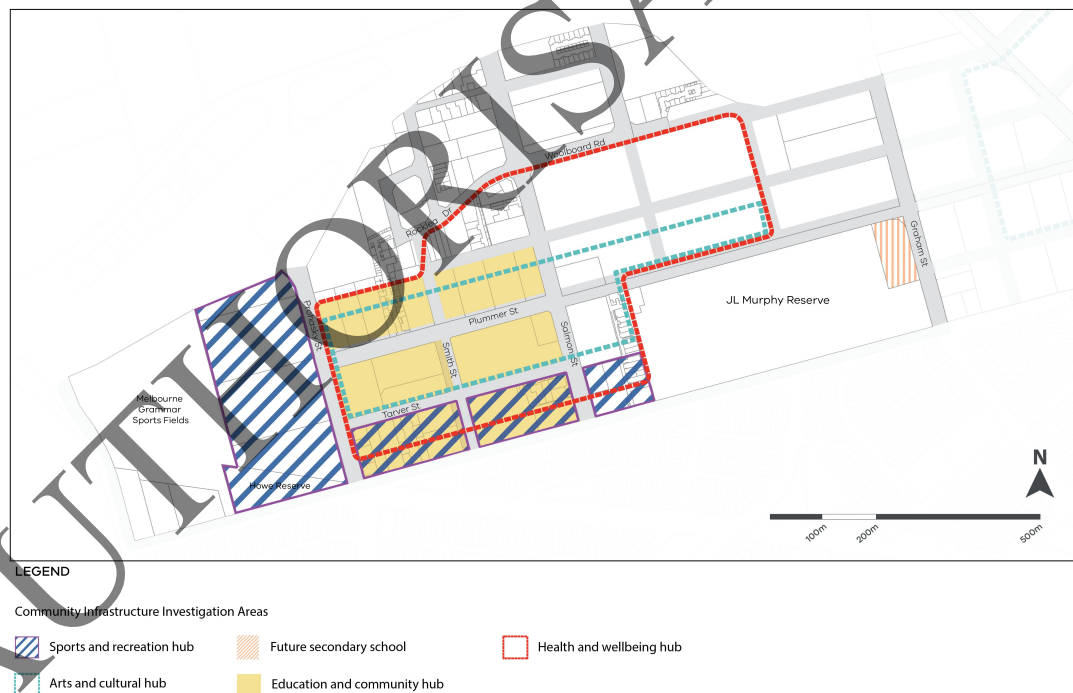 Woolboard Rd
Rocklea Dr
Graham St
JL Murphy Reserve
Plummer St
Salmon St
Smith St
Tarver St
Melbourne
Grammar
Sports Fields
Howe Reserve
N
100m
200m
500m
LEGEND
Community Infrastructure Investigation Areas
Sports and recreation hub
Future secondary school
Health and wellbeing hub
Arts and cultural hub
Education and community hub